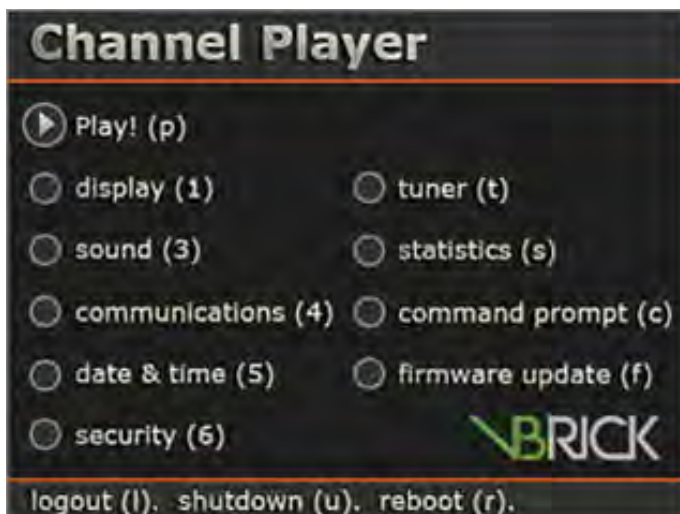 Channel Player
Play! (p)
display (1) tuner (t)
sound (3) statistics (s)
communications (4) command prompt (c)
date & time (5) firmware update (f)
security (6)
VBRICK
logout (l). shutdown (u). reboot (r).